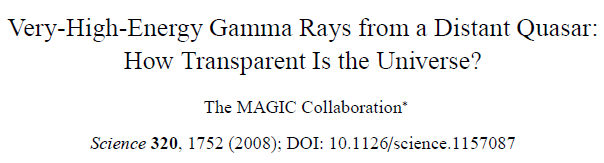 Very-High-Energy Gamma Rays from a Distant Quasar:
How Transparent Is the Universe?
The MAGIC Collaboration*
Science 320, 1752 (2008); DOI: 10.1126/science.1157087